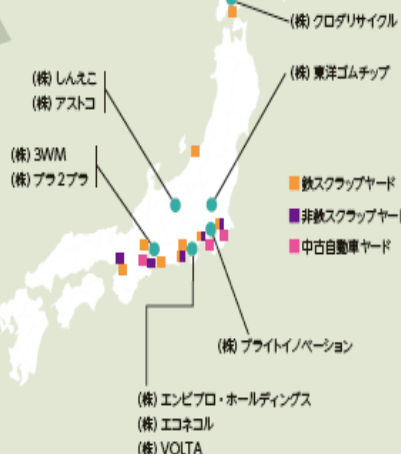 (株) クロダリサイクル
(株) しんえこ
(株) アストコ
(株) 東洋ゴムチップ
(株) 3WM
(株) プラ2プラ
鉄スクラップヤード
非鉄スクラップヤード
中古自動車ヤード
(株) ブライトイノベーション
(株) エンビプロ・ホールディングス
(株) エコネコル
(株) VOLTA